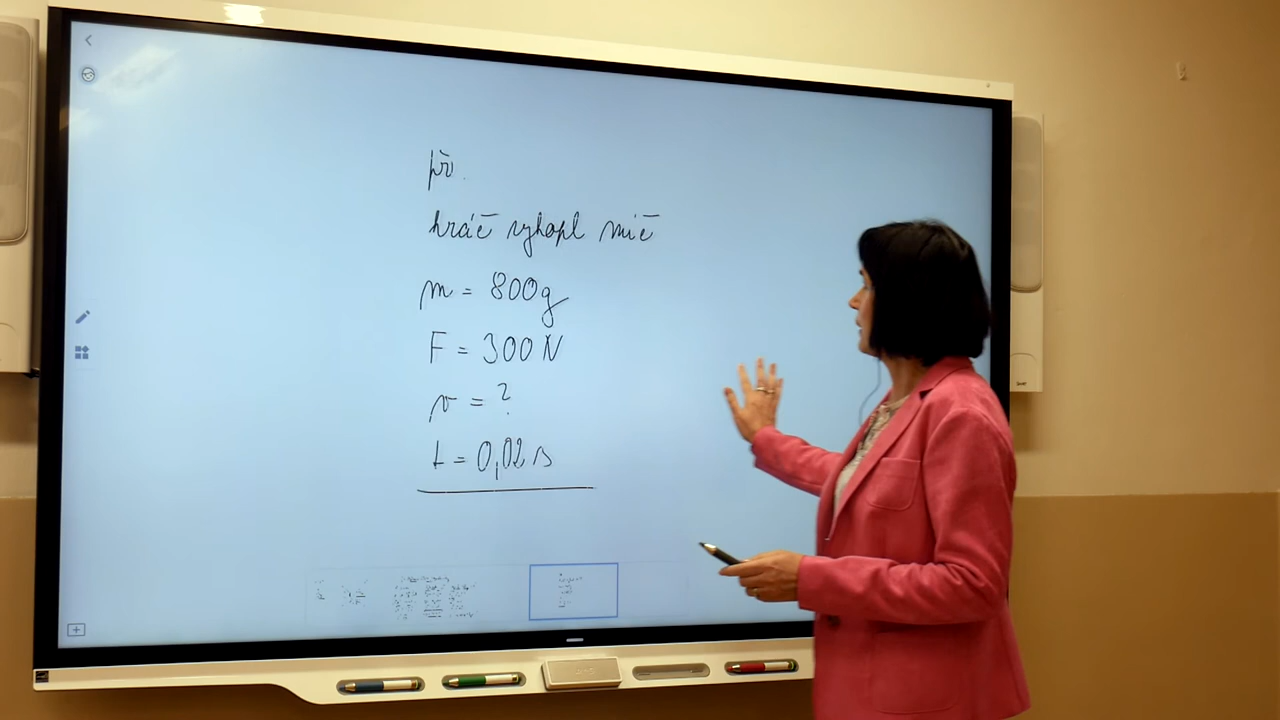 př.
hráč vykopl míč
m = 800g
F = 300 N
v = ?
t = 0,02 s